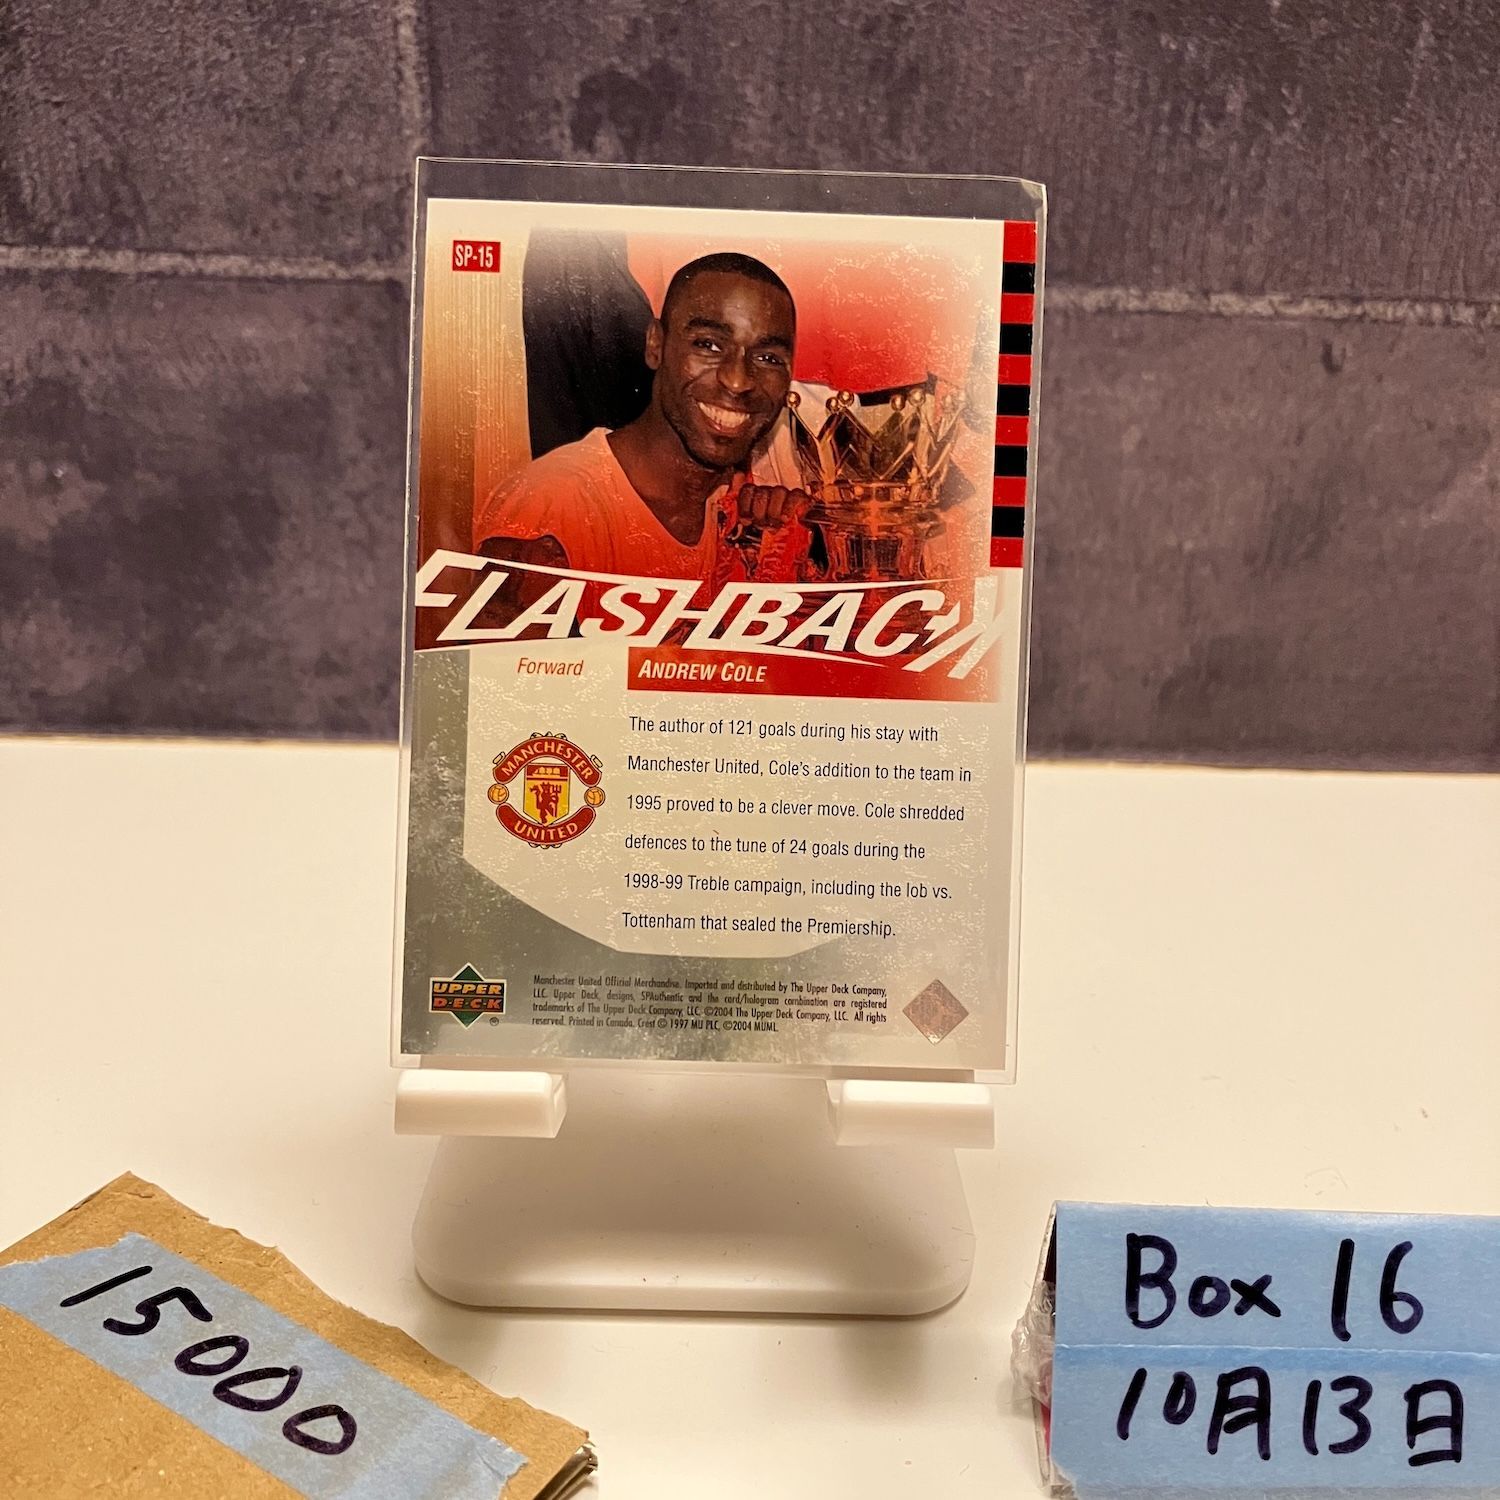 SP-15
FLASHBACK
Forward
ANDREW COLE
The author of 121 goals during his stay with
Manchester United, Cole's addition to the team in
1995 proved to be a clever move. Cole shredded
defences to the tune of 24 goals during the
1998-99 Treble campaign, including the lob vs.
Tottenham that sealed the Premiership.
MANCHESTER
UNITED
UPPER
D·E·C·K
Manchester United Official Merchandise. Imported and distributed by The Upper Deck Company,
LLC. Upper Deck, designs, SPAuthentic and the card/hologram combination are registered
trademarks of The Upper Deck Company, LLC. ©2004 The Upper Deck Company, LLC. All rights
reserved. Printed in Canada. Crest © 1997 MU PLC, ©2004 MUML.
15000
Box 16
10月13日